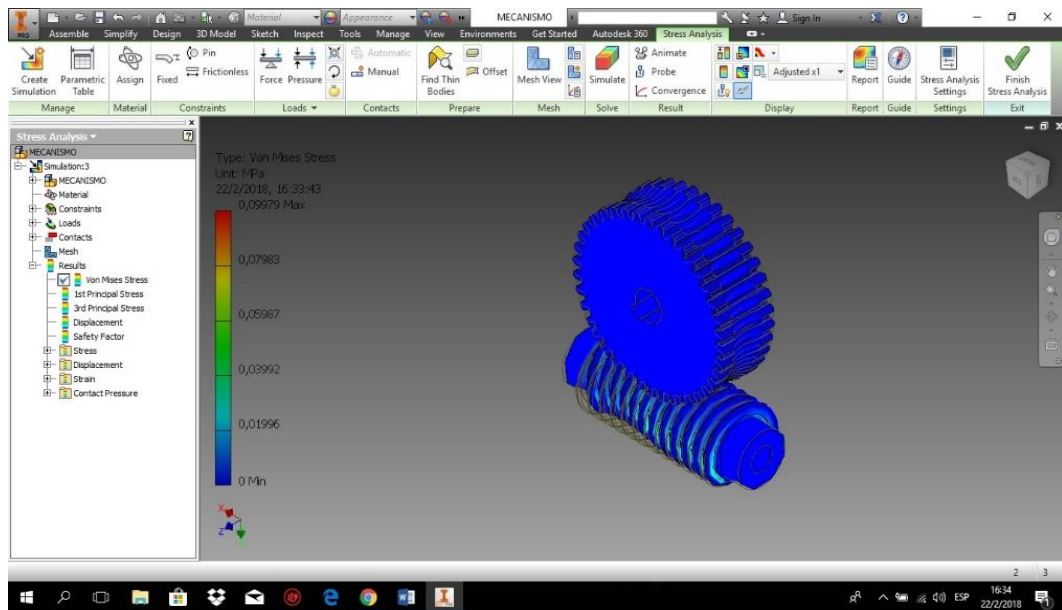 PRO
Material
Appearance
MECANISMO
Sign In
Assemble Simplify Design 3D Model Sketch Inspect Tools Manage View Environments Get Started Autodesk 360 Stress Analysis
Create Simulation
Parametric Table
Assign
Fixed
Pin
Frictionless
Force
Pressure
Automatic
Manual
Find Thin Bodies
Offset
Mesh View
Simulate
Animate
Probe
Convergence
Adjusted x1
Report
Guide
Stress Analysis Settings
Finish Stress Analysis
Manage Material Constraints Loads Contacts Prepare Mesh Solve Result Display Report Guide Settings Exit
Stress Analysis
MECANISMO
Simulation:3
MECANISMO
Material
Constraints
Loads
Contacts
Mesh
Results
Von Mises Stress
1st Principal Stress
3rd Principal Stress
Displacement
Safety Factor
Stress
Displacement
Strain
Contact Pressure
Type: Von Mises Stress
Unit: MPa
22/2/2018, 16:33:43
0,09979 Max
0,07983
0,05987
0,03992
0,01996
0 Min
X
Z
Y
2 3
ESP
16:34
22/2/2018